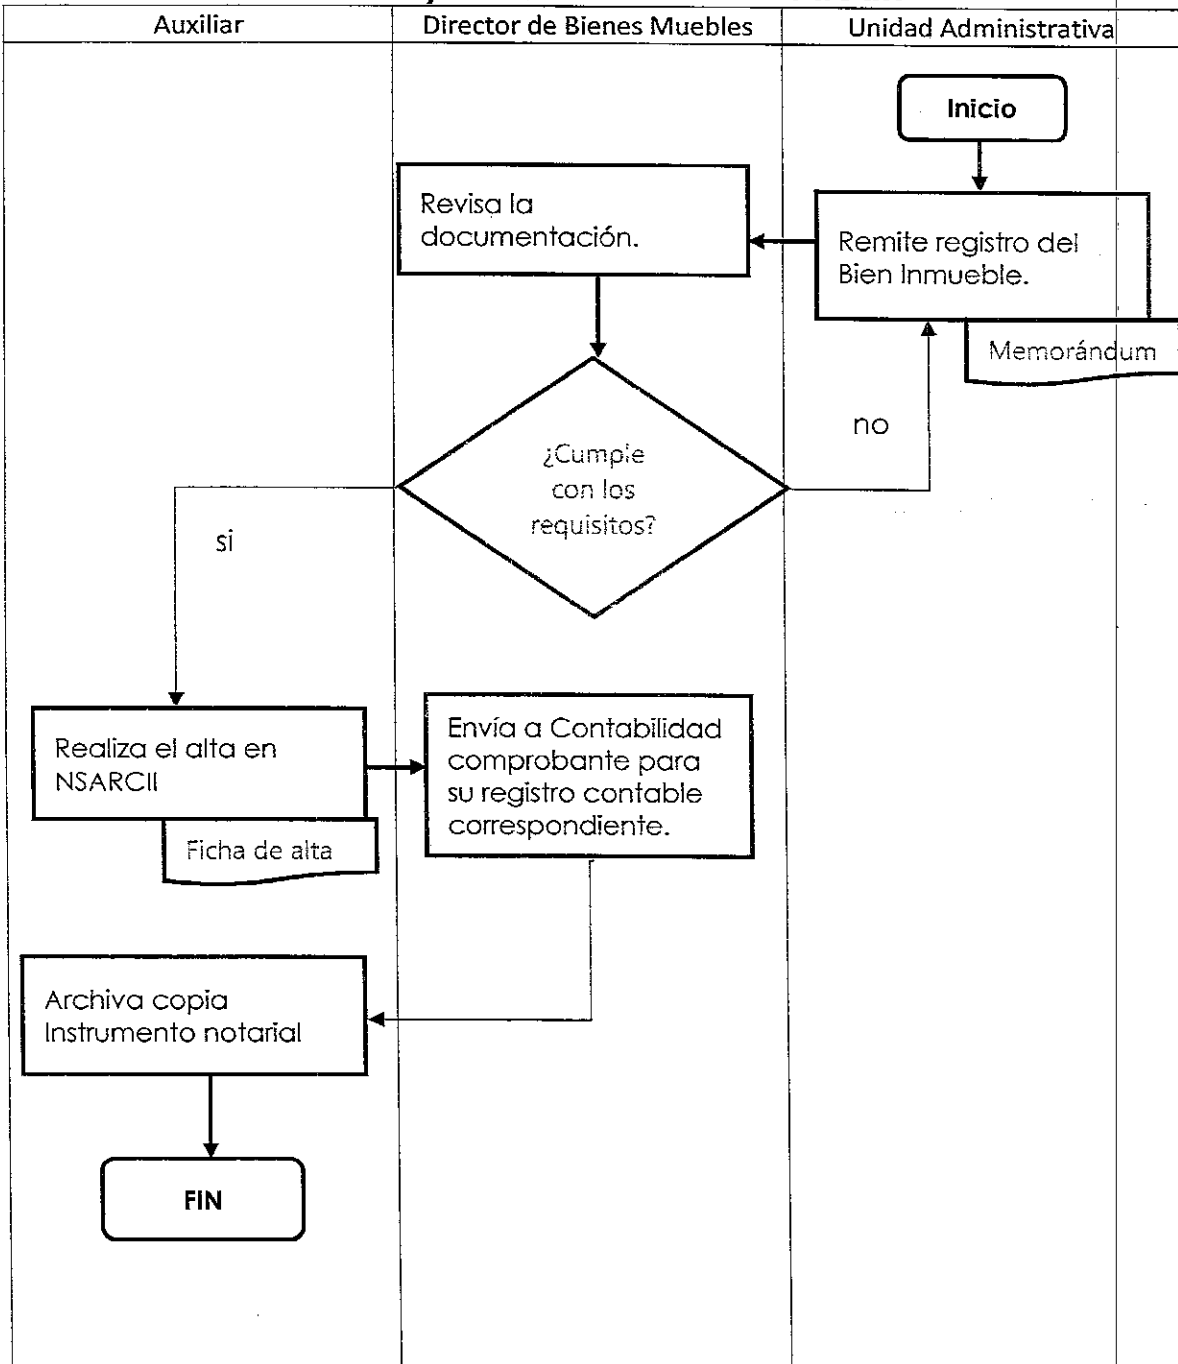 Auxiliar
Director de Bienes Muebles
Unidad Administrativa
Inicio
Revisa la
documentación.
Remite registro del
Bien Inmueble.
Memorándum
¿Cumple
con los
requisitos?
no
si
Realiza el alta en
NSARCII
Ficha de alta
Envía a Contabilidad
comprobante para
su registro contable
correspondiente.
Archiva copia
Instrumento notarial
FIN